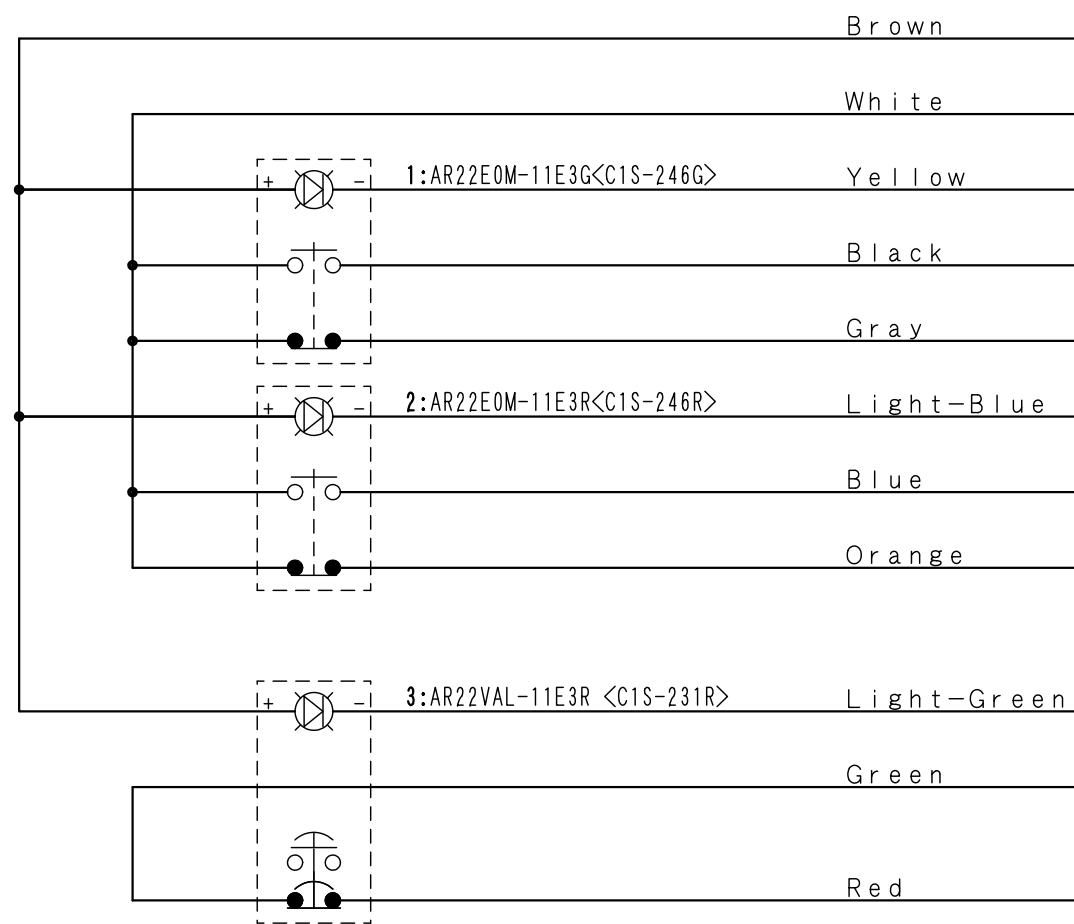 Brown
White
+ - 1:AR22E0M-11E3G<C1S-246G> Yellow
Black
Gray
+ - 2:AR22E0M-11E3R<C1S-246R> Light-Blue
Blue
Orange
+ - 3:AR22VAL-11E3R <C1S-231R> Light-Green
Green
Red